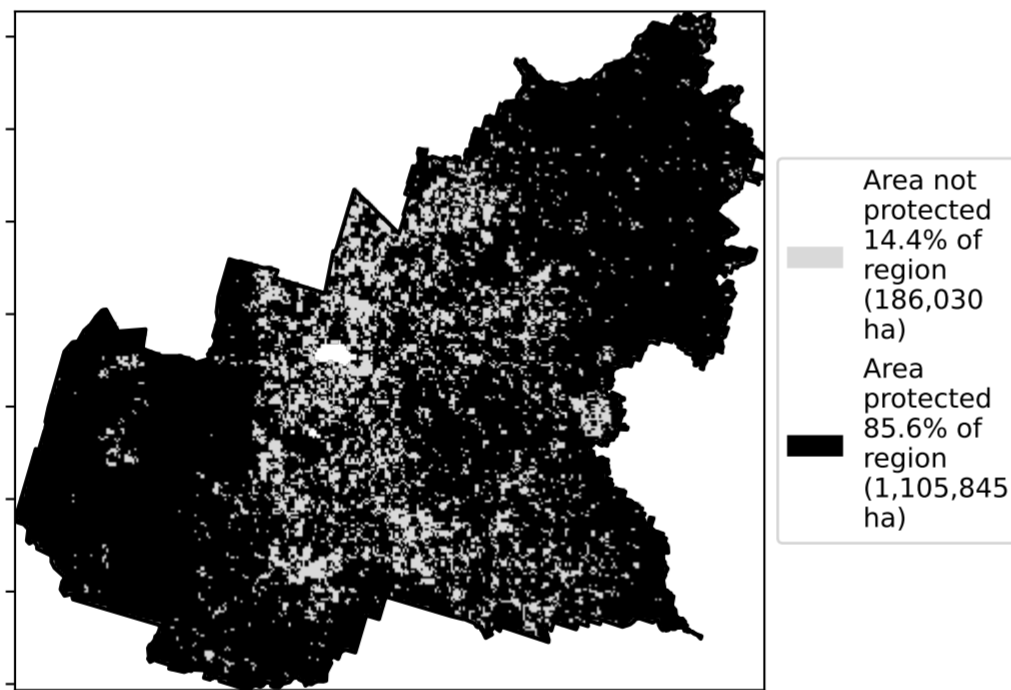 Area not
protected
14.4% of
region
(186,030
ha)
Area
protected
85.6% of
region
(1,105,845
ha)